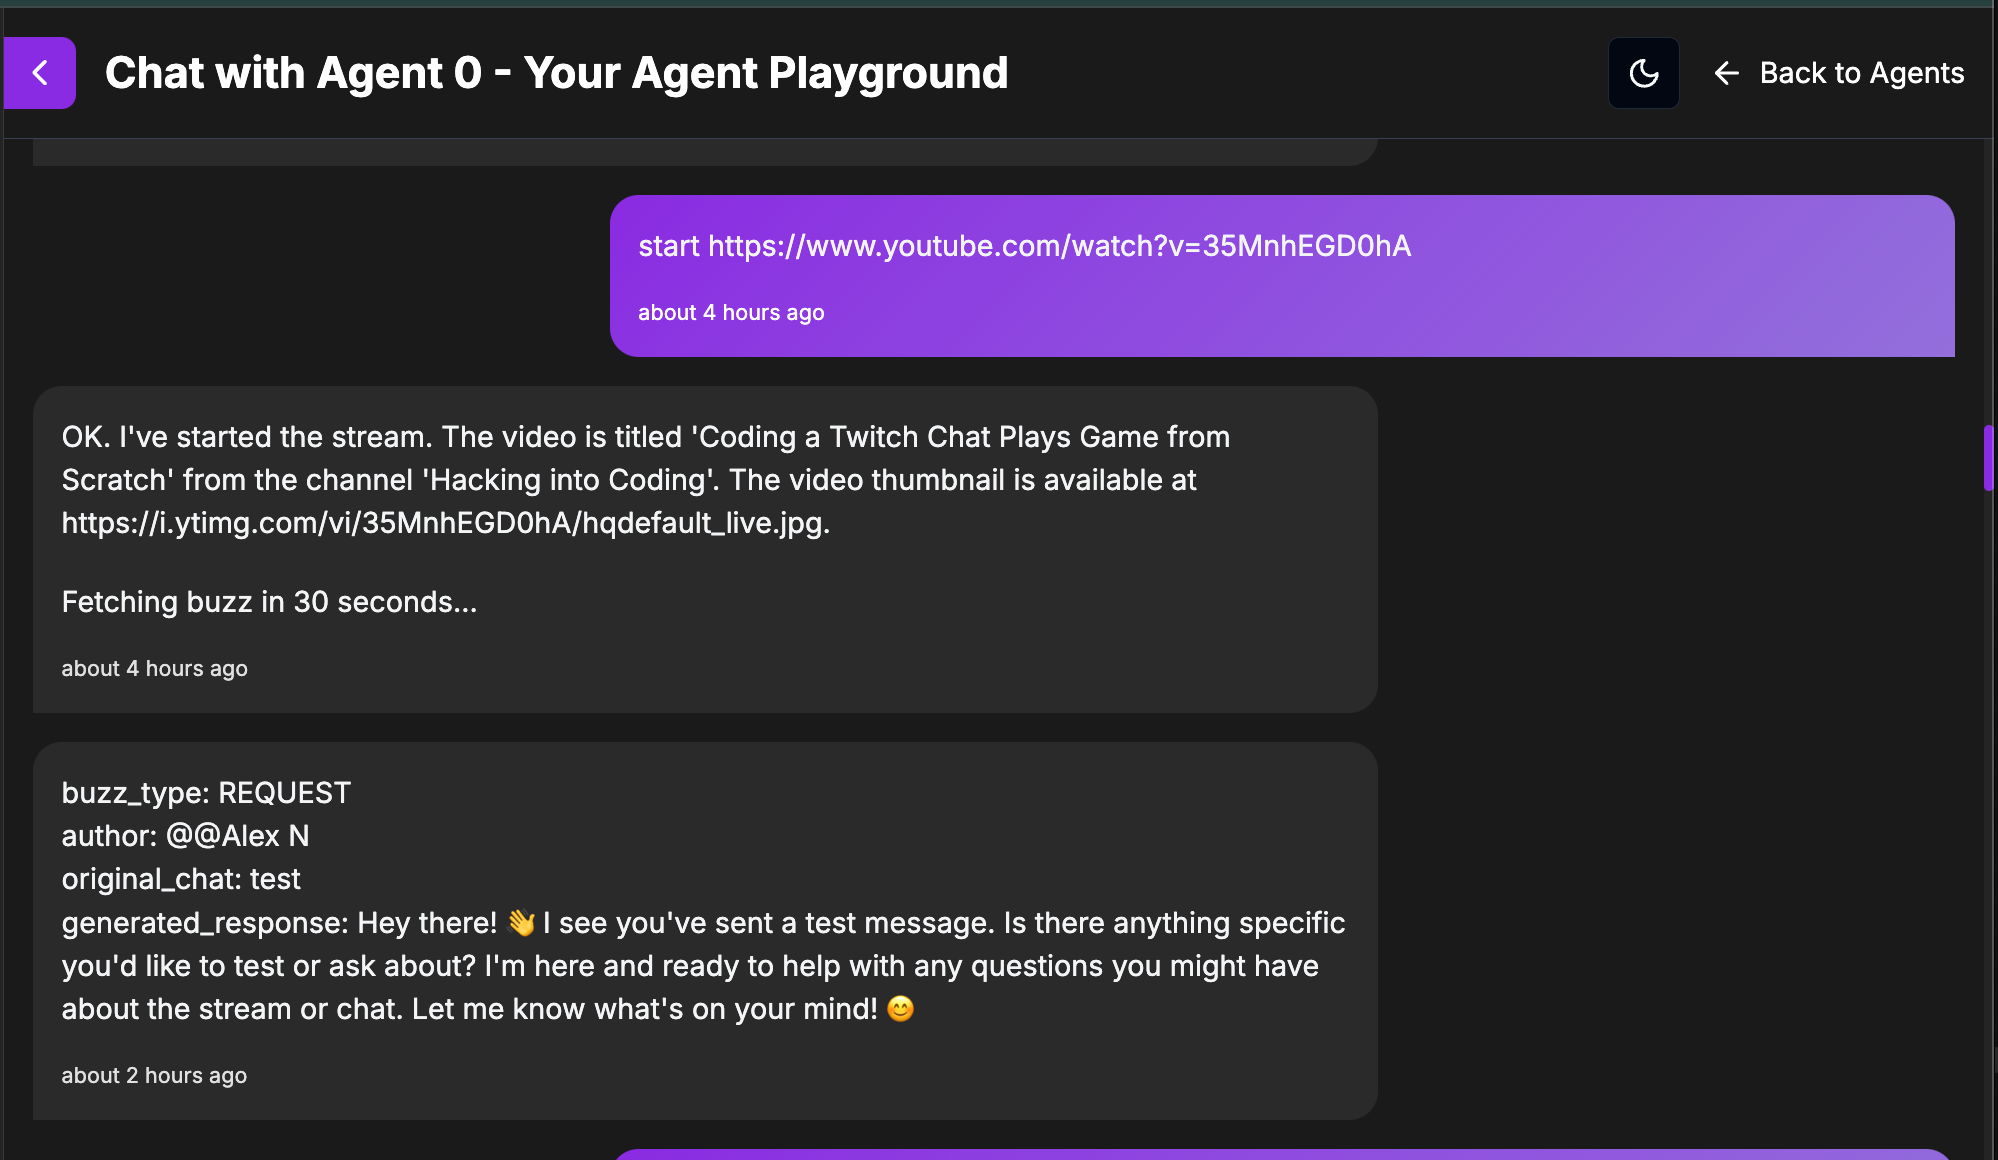 Chat with Agent 0 - Your Agent Playground
Back to Agents
start https://www.youtube.com/watch?v=35MnhEGD0hA
about 4 hours ago
OK. I've started the stream. The video is titled 'Coding a Twitch Chat Plays Game from
Scratch' from the channel 'Hacking into Coding'. The video thumbnail is available at
https://i.ytimg.com/vi/35MnhEGD0hA/hqdefault_live.jpg.
Fetching buzz in 30 seconds...
about 4 hours ago
buzz_type: REQUEST
author: @@Alex N
original_chat: test
generated_response: Hey there! 👋 I see you've sent a test message. Is there anything specific
you'd like to test or ask about? I'm here and ready to help with any questions you might have
about the stream or chat. Let me know what's on your mind! 😊
about 2 hours ago